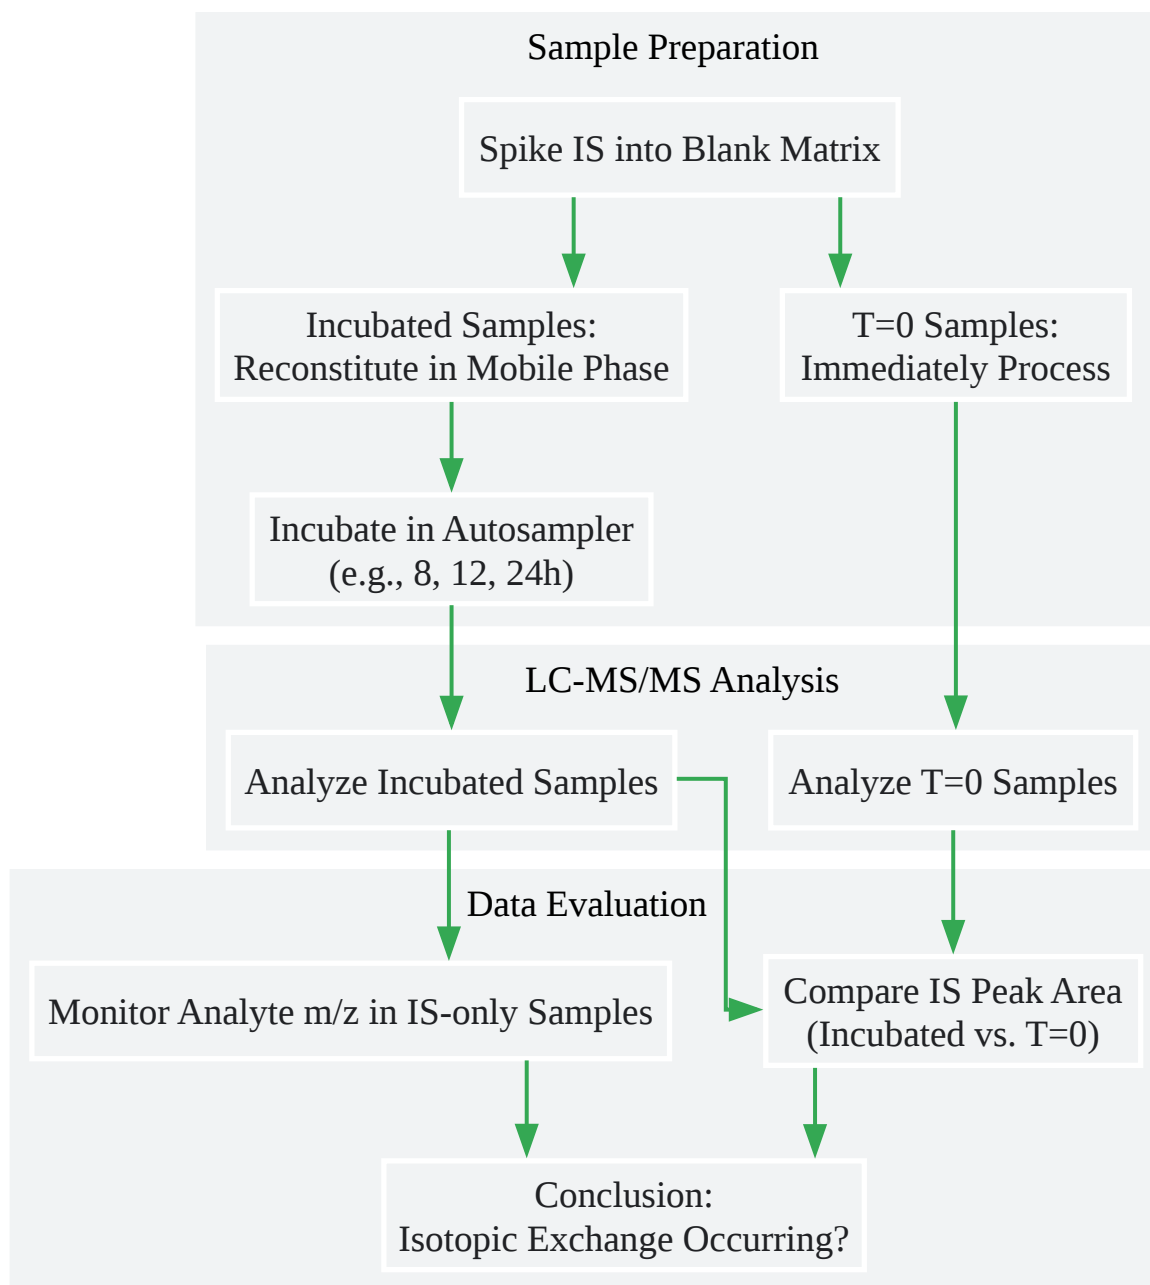 Sample Preparation
Spike IS into Blank Matrix
Incubated Samples:
Reconstitute in Mobile Phase
T=0 Samples:
Immediately Process
Incubate in Autosampler
(e.g., 8, 12, 24h)
LC-MS/MS Analysis
Analyze Incubated Samples
Analyze T=0 Samples
Data Evaluation
Monitor Analyte m/z in IS-only Samples
Compare IS Peak Area
(Incubated vs. T=0)
Conclusion:
Isotopic Exchange Occurring?